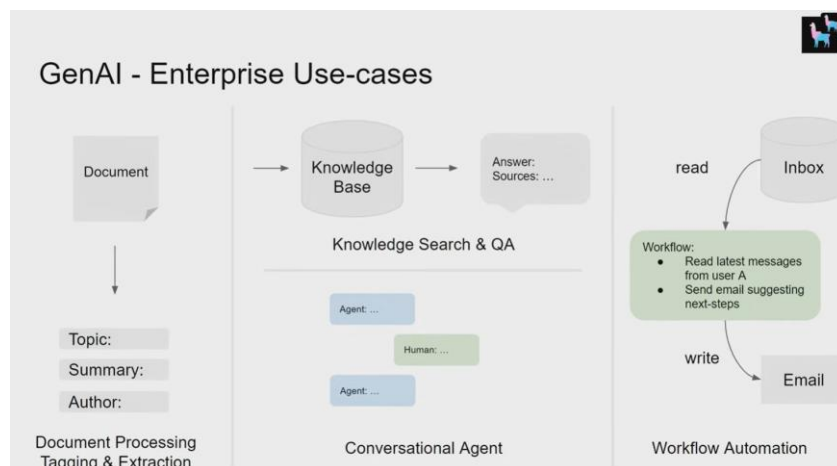 GenAI - Enterprise Use-cases
Document
Topic:
Summary:
Author:
Document Processing
Tagging & Extraction
Knowledge
Base
Answer:
Sources: ...
Knowledge Search & QA
Agent: ...
Human: ...
Agent: ...
Conversational Agent
read
Inbox
Workflow:
● Read latest messages
from user A
● Send email suggesting
next-steps
write
Email
Workflow Automation